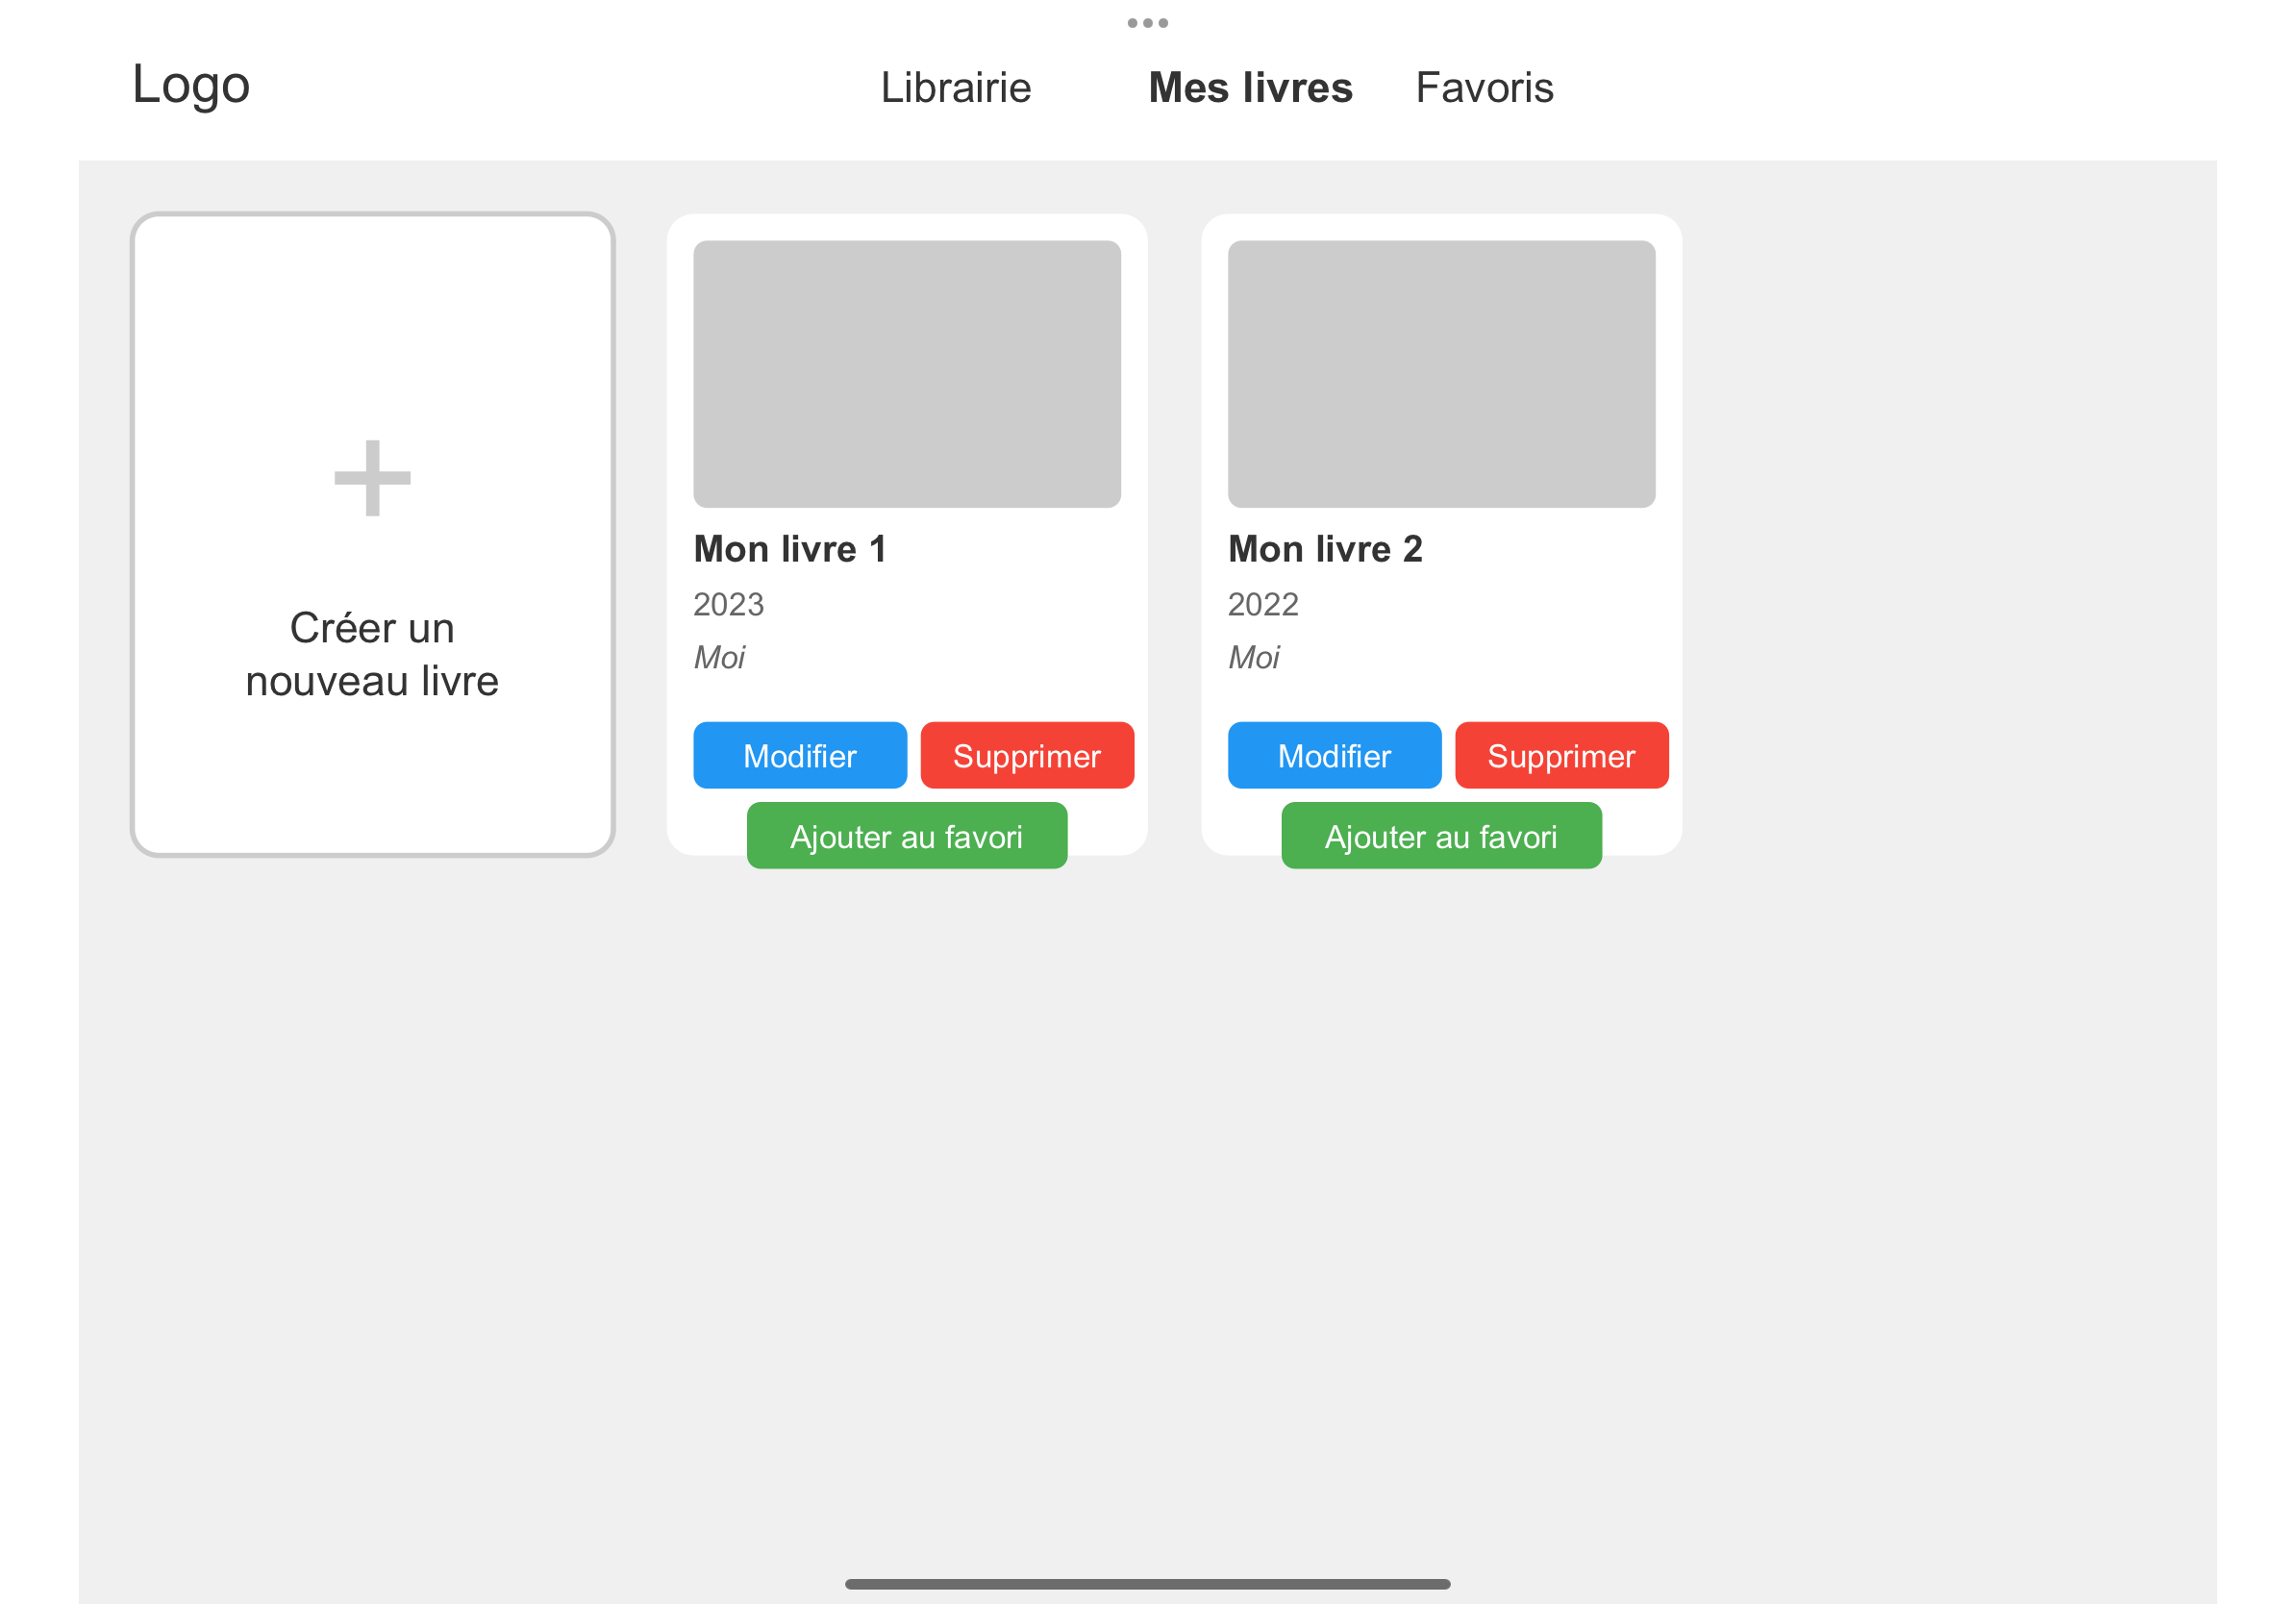 Logo
Librairie
Mes livres
Favoris
Créer un
nouveau livre
Mon livre 1
2023
Moi
Modifier
Supprimer
Ajouter au favori
Mon livre 2
2022
Moi
Modifier
Supprimer
Ajouter au favori